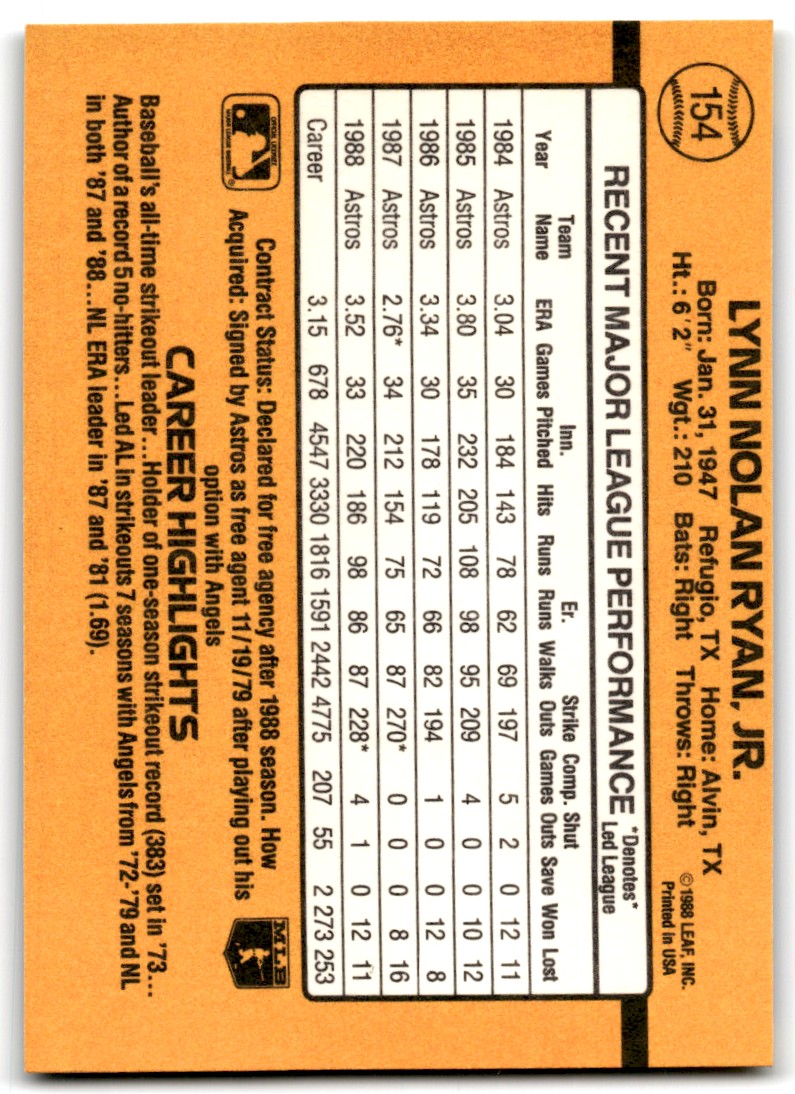 154
LYNN NOLAN RYAN, JR.
Born: Jan. 31, 1947 Refugio, TX Home: Alvin, TX
Ht.: 6'2" Wgt.: 210 Bats: Right Throws: Right
©1988 LEAF, INC.
Printed in USA
RECENT MAJOR LEAGUE PERFORMANCE *Denotes*
Led League
Team Inn. Er. Strike Comp. Shut
Year Name ERA Games Pitched Hits Runs Runs Walks Outs Games Outs Save Won Lost
1984 Astros 3.04 30 184 143 78 62 69 197 5 2 0 12 11
1985 Astros 3.80 35 232 205 108 98 95 209 4 0 0 10 12
1986 Astros 3.34 30 178 119 72 66 82 194 1 0 0 12 8
1987 Astros 2.76* 34 212 154 75 65 87 270* 0 0 0 8 16
1988 Astros 3.52 33 220 186 98 86 87 228* 4 1 0 12 11
Career 3.15 678 4547 3330 1816 1591 2442 4775 207 55 2 273 253
Contract Status: Declared for free agency after 1988 season. How
Acquired: Signed by Astros as free agent 11/19/79 after playing out his
option with Angels
MLB
CAREER HIGHLIGHTS
Baseball's all-time strikeout leader...Holder of one-season strikeout record (383) set in '73...
Author of a record 5 no-hitters...Led AL in strikeouts 7 seasons with Angels from '72-'79 and NL
in both '87 and '88...NL ERA leader in '87 and '81 (1.69).